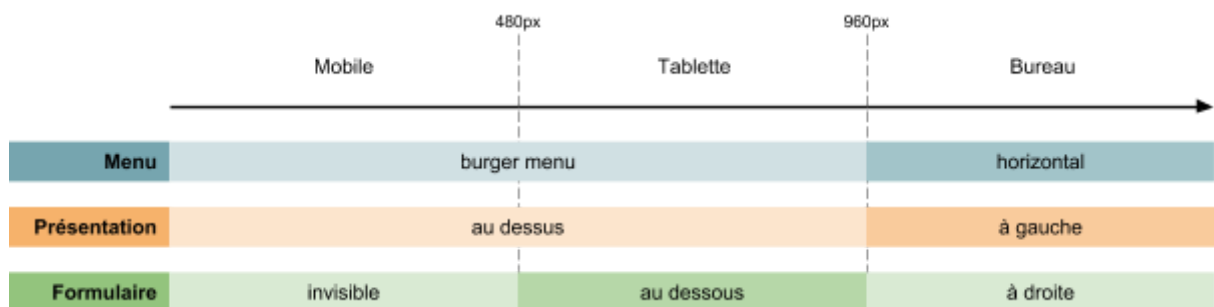 480px 960px
Mobile Tablette Bureau
Menu burger menu horizontal
Présentation au dessus à gauche
Formulaire invisible au dessous à droite